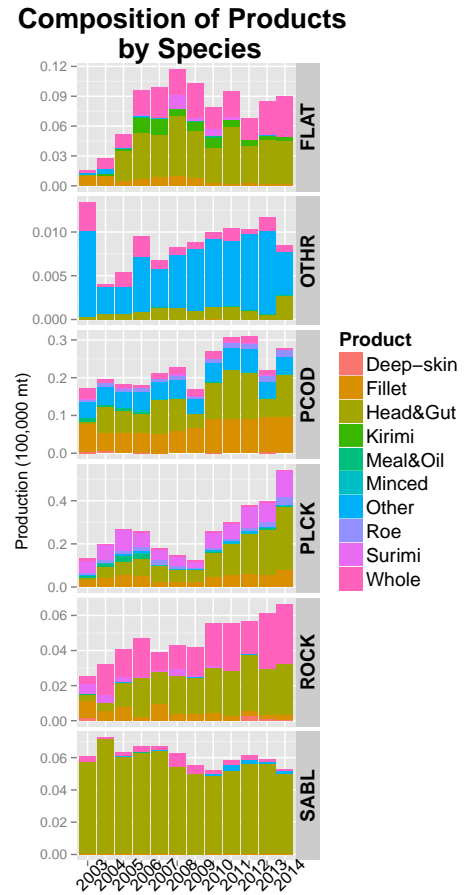 Composition of Products
by Species
0.12
0.09
0.06
0.03
0.00
FLAT
0.010
0.005
0.000
OTHR
0.3
0.2
0.1
0.0
PCOD
0.4
0.2
0.0
PLCK
0.06
0.04
0.02
0.00
ROCK
0.06
0.04
0.02
0.00
SABL
Production (100,000 mt)
2003
2004
2005
2006
2007
2008
2009
2010
2011
2012
2013
2014
Product
Deep−skin
Fillet
Head&Gut
Kirimi
Meal&Oil
Minced
Other
Roe
Surimi
Whole